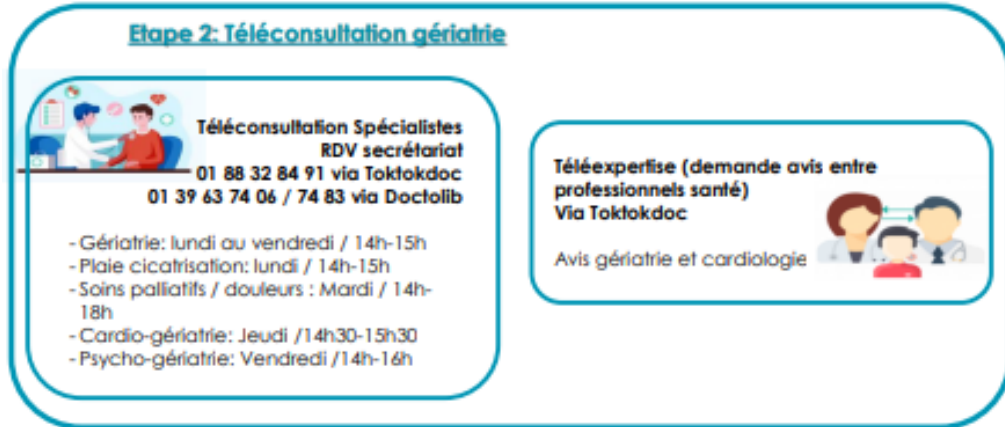 Etape 2: Téléconsultation gériatrie
Téléconsultation Spécialistes
RDV secrétariat
01 88 32 84 91 via Toktokdoc
01 39 63 74 06 / 74 83 via Doctolib
- Gériatrie: lundi au vendredi / 14h-15h
- Plaie cicatrisation: lundi / 14h-15h
- Soins palliatifs / douleurs : Mardi / 14h-
18h
- Cardio-gériatrie: Jeudi /14h30-15h30
- Psycho-gériatrie: Vendredi /14h-16h
Téléexpertise (demande avis entre
professionnels santé)
Via Toktokdoc
Avis gériatrie et cardiologie